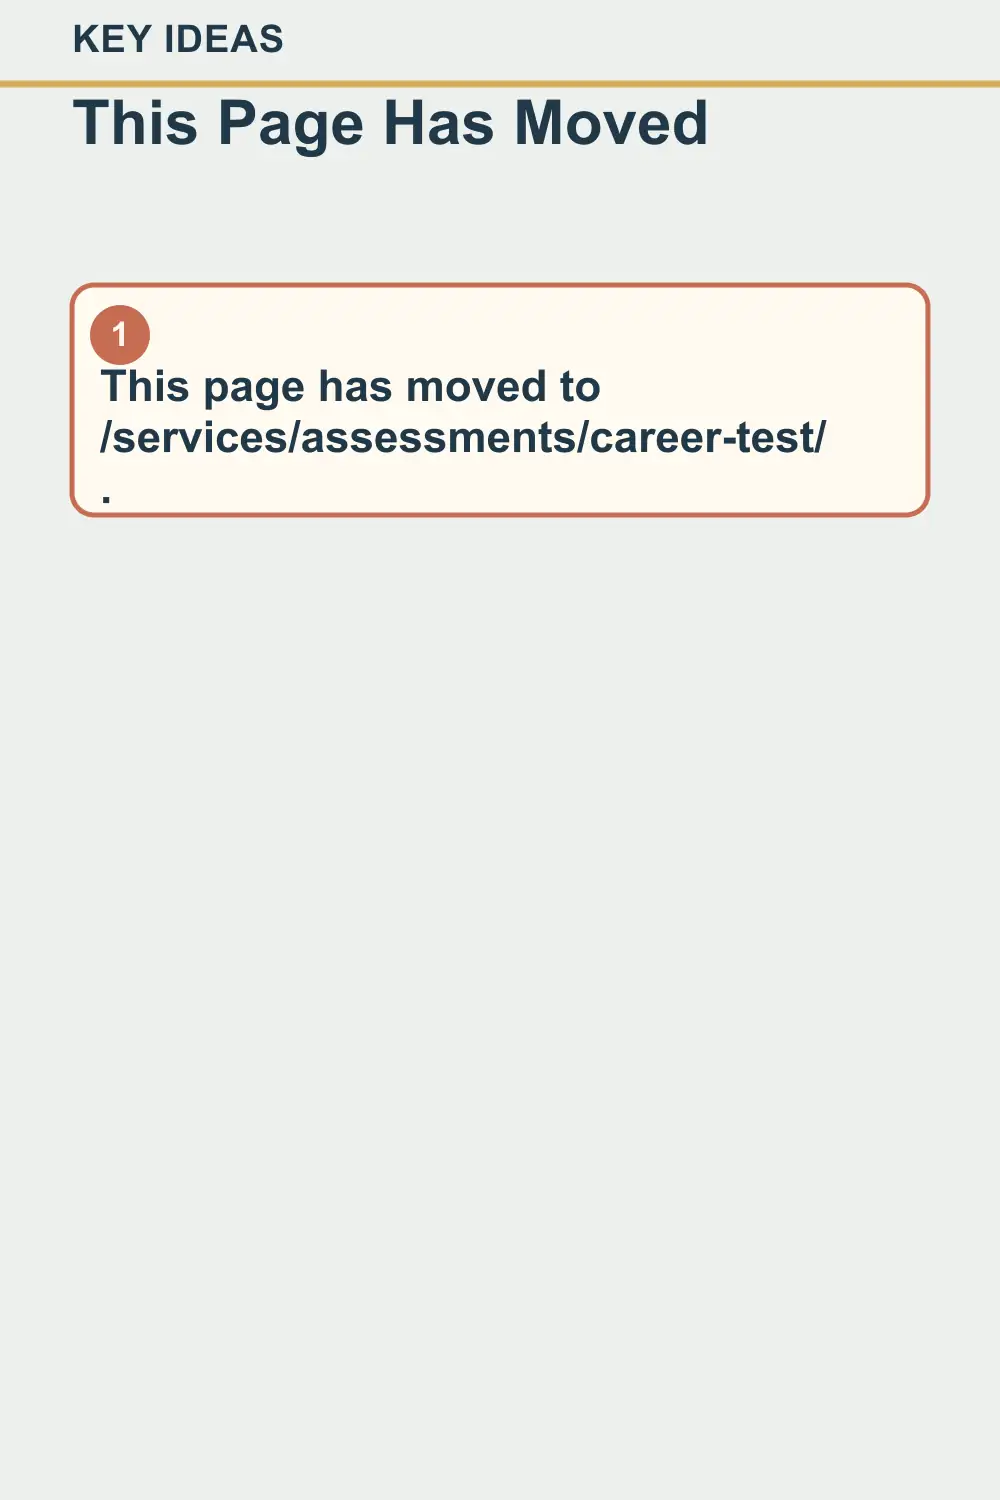 KEY IDEAS
This Page Has Moved
1
This page has moved to
/services/assessments/career-test/
.